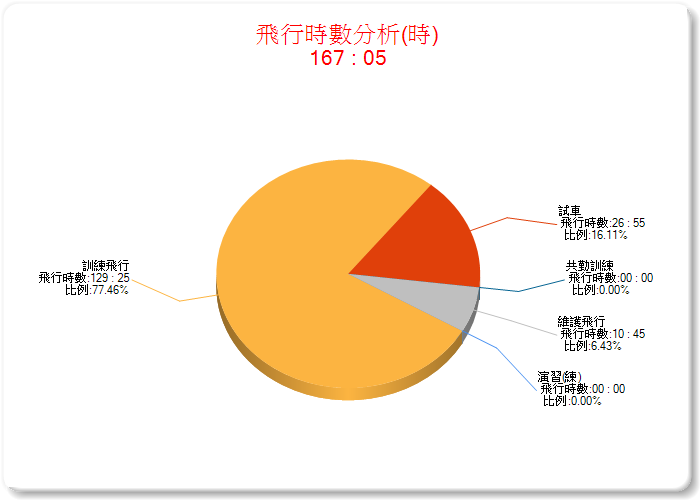 飛行時數分析(時)
167 : 05
試車
飛行時數:26 : 55
比例:16.11%
共勤訓練
飛行時數:00 : 00
比例:0.00%
訓練飛行
飛行時數:129 : 25
比例:77.46%
維護飛行
飛行時數:10 : 45
比例:6.43%
演習(練)
飛行時數:00 : 00
比例:0.00%